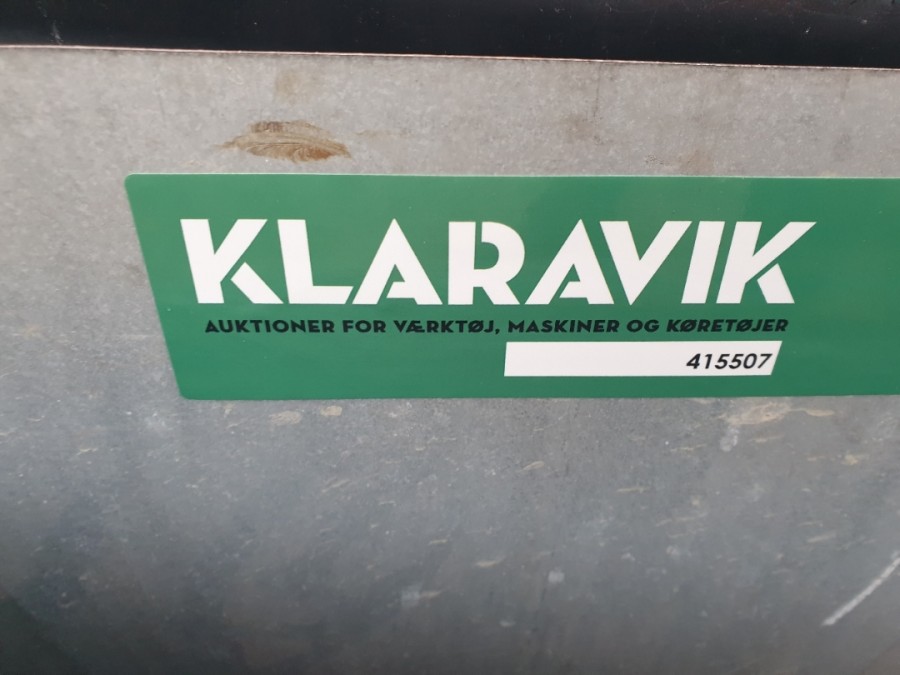 KLARAVIK
AUKTIONER FOR VÆRKTØJ, MASKINER OG KØRETØJER
415507